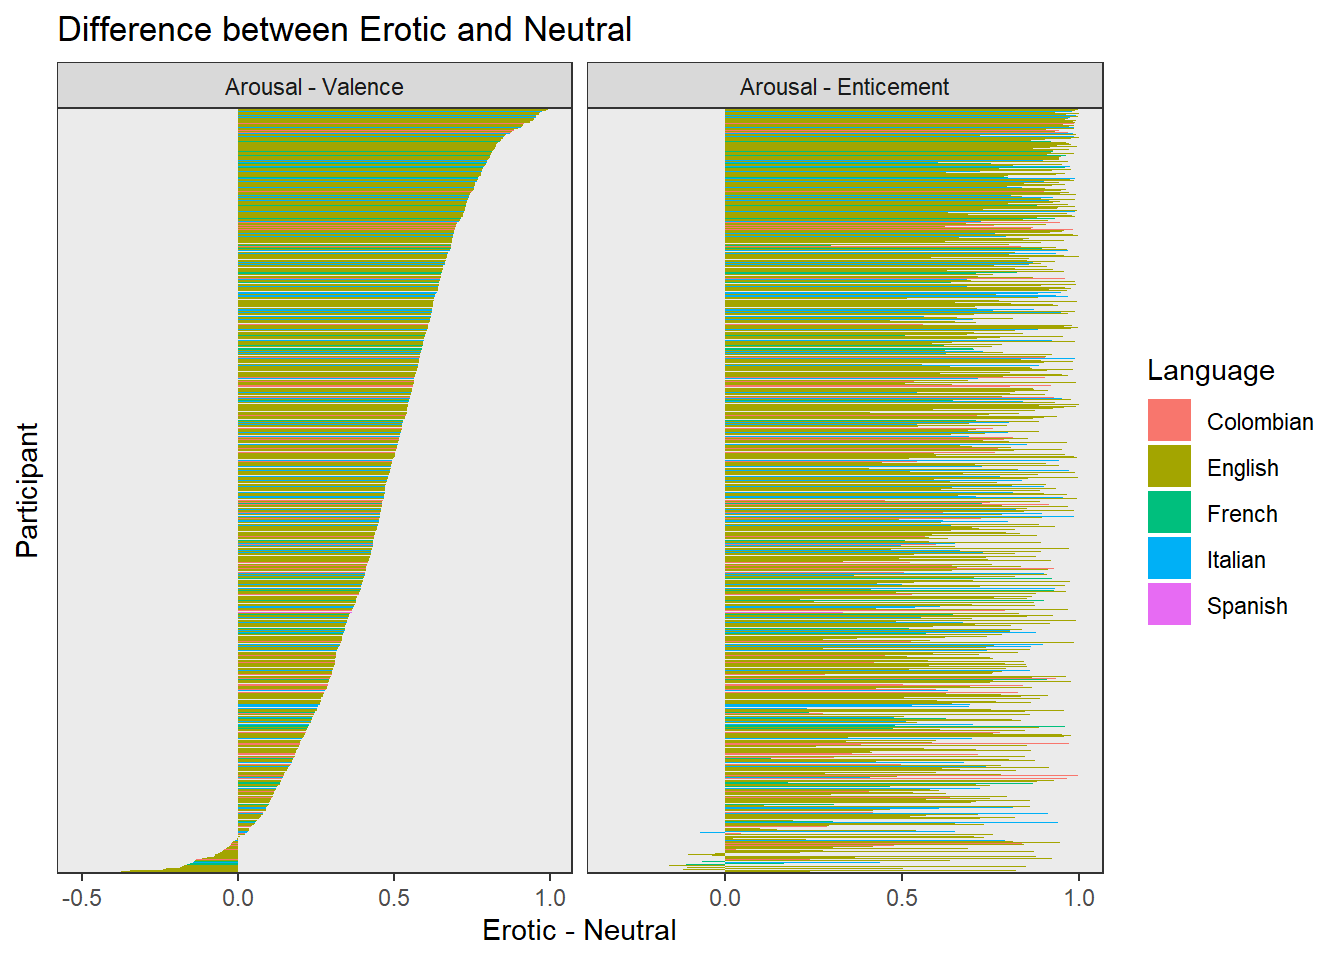 Difference between Erotic and Neutral
Arousal - Valence
Arousal - Enticement
Participant
-0.5
0.0
0.5
1.0
0.0
0.5
1.0
Erotic - Neutral
Language
Colombian
English
French
Italian
Spanish